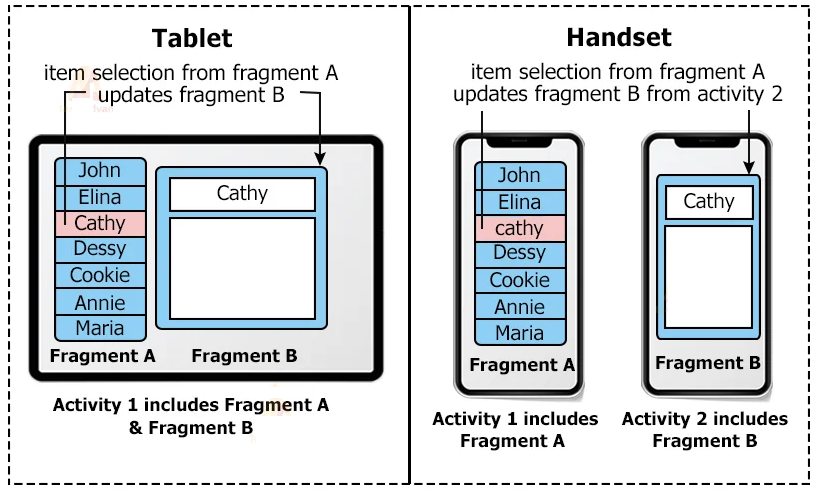 Tablet
item selection from fragment A
updates fragment B
John
Elina
Cathy
Dessy
Cookie
Annie
Maria
Cathy
Fragment A
Fragment B
Activity 1 includes Fragment A
& Fragment B
Handset
item selection from fragment A
updates fragment B from activity 2
John
Elina
cathy
Dessy
Cookie
Annie
Maria
Fragment A
Activity 1 includes
Fragment A
Cathy
Fragment B
Activity 2 includes
Fragment B